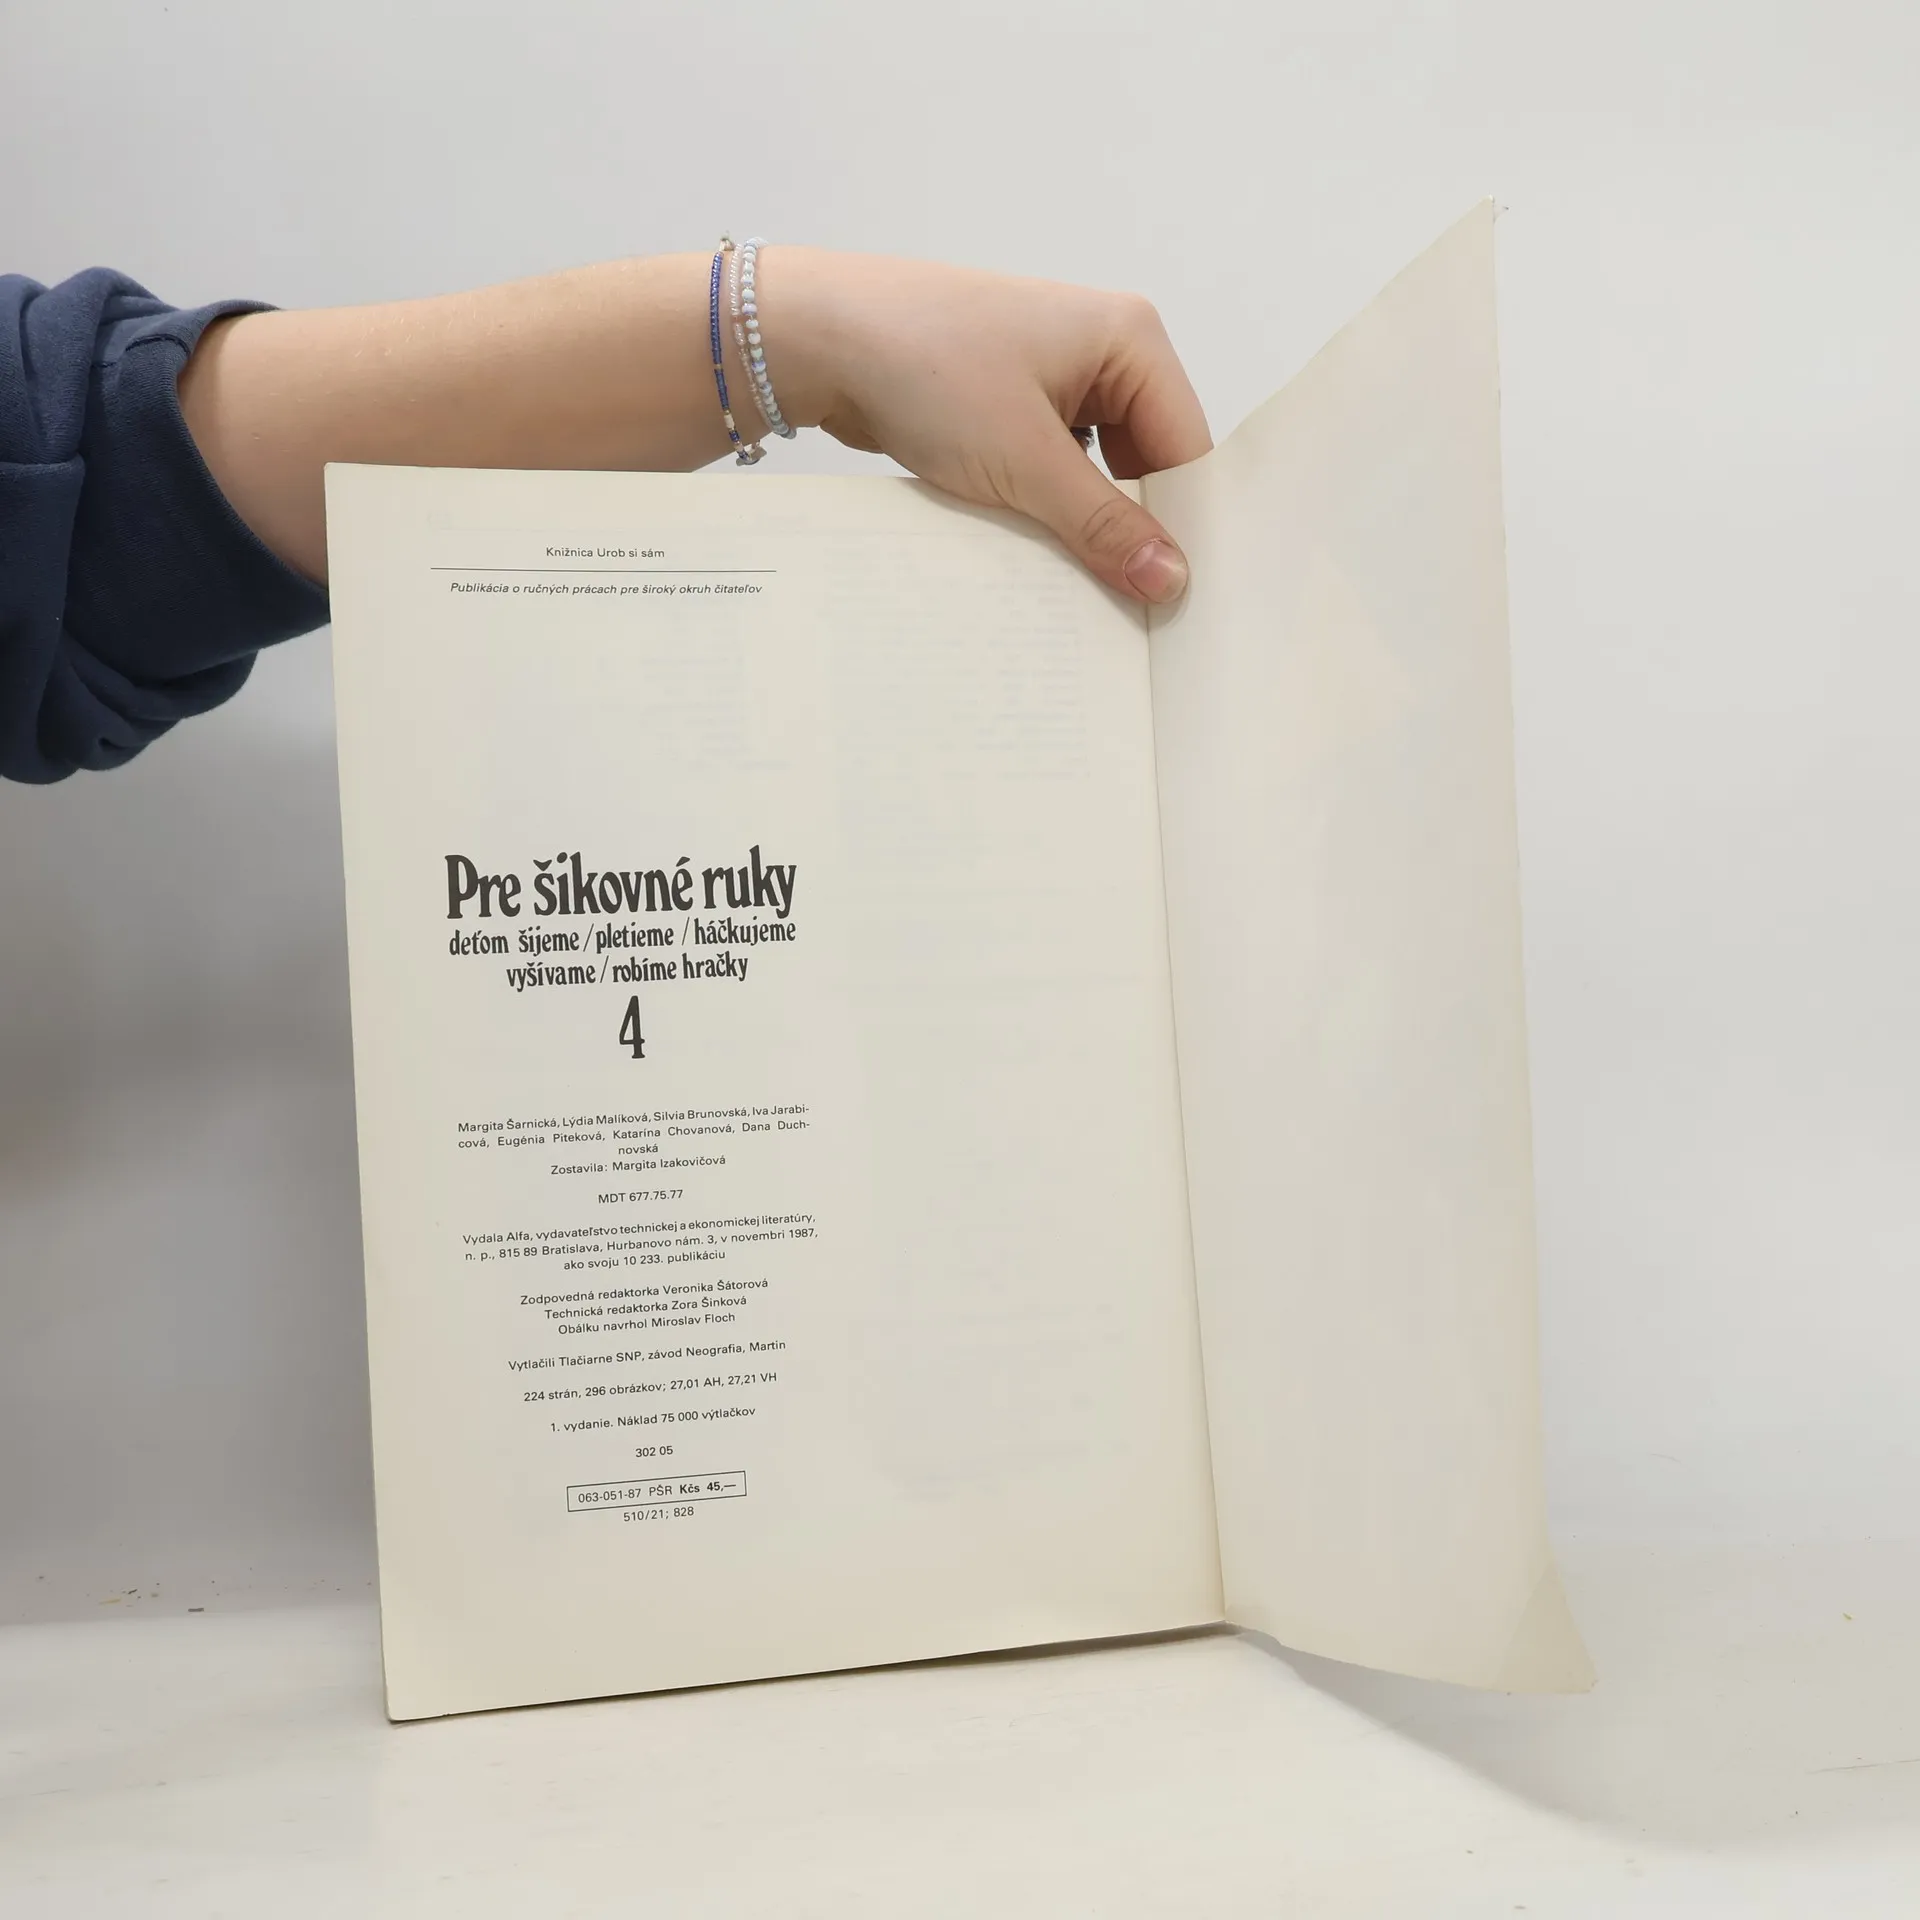 Knižnica Urob si sám
Publikácia o ručných prácach pre široký okruh čitateľov
Pre šikovné ruky
deťom šijeme / pletieme / háčkujeme
vyšívame / robíme hračky
4
Margita Šarnická, Lýdia Malíková, Silvia Brunovská, Iva Jarabi-
cová, Eugénia Piteková, Katarína Chovanová, Dana Duch-
novská
Zostavila: Margita Izakovičová
MDT 677.75.77
Vydala Alfa, vydavateľstvo technickej a ekonomickej literatúry,
n. p., 815 89 Bratislava, Hurbanovo nám. 3, v novembri 1987,
ako svoju 10 233. publikáciu
Zodpovedná redaktorka Veronika Šátorová
Technická redaktorka Zora Šinková
Obálku navrhol Miroslav Floch
Vytlačili Tlačiarne SNP, závod Neografia, Martin
224 strán, 296 obrázkov; 27,01 AH, 27,21 VH
1. vydanie. Náklad 75 000 výtlačkov
302 05
063-051-87 PŠR Kčs 45,—
510/21; 828